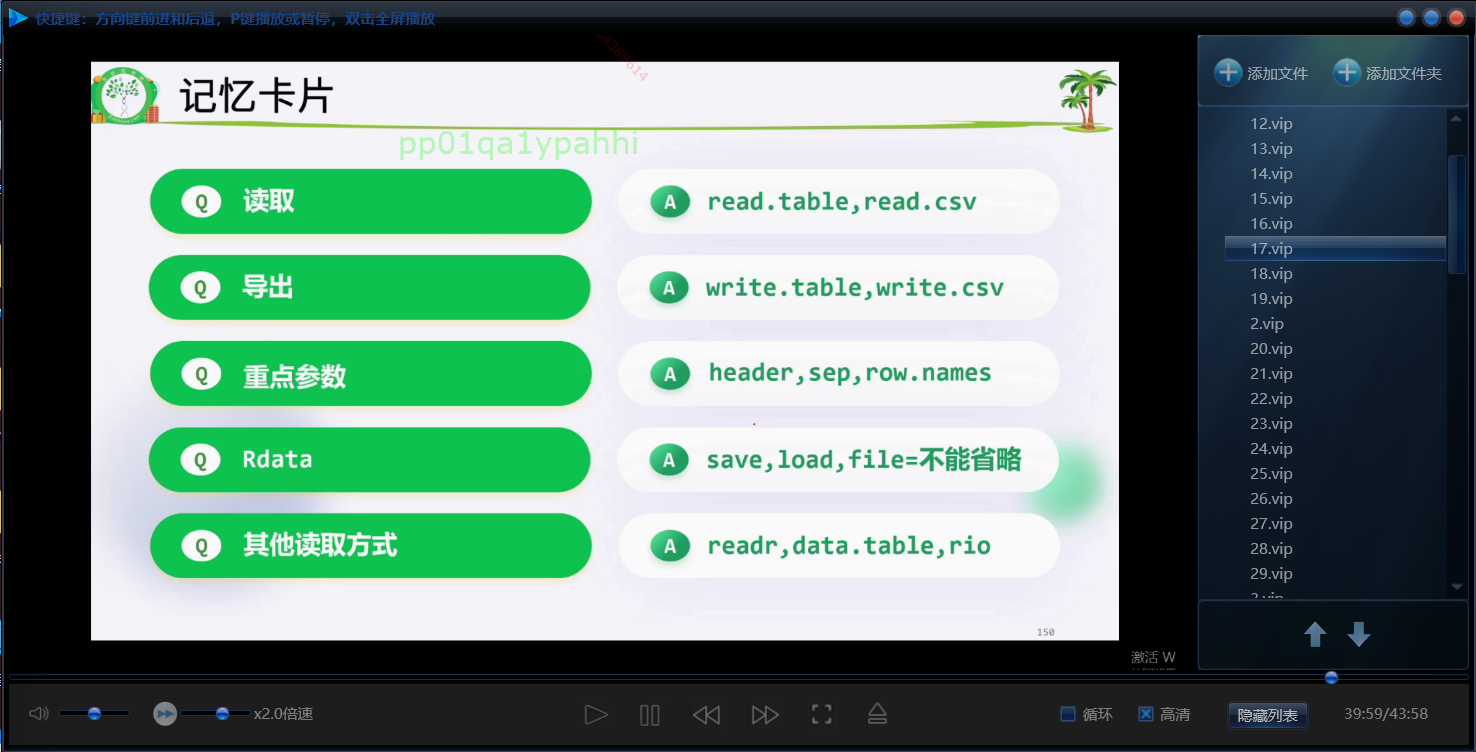 快捷键：方向键前进和后退，P键播放或暂停，双击全屏播放
添加文件
添加文件夹
记忆卡片
pp01qa1ypahhi
Q 读取
A read.table,read.csv
Q 导出
A write.table,write.csv
Q 重点参数
A header,sep,row.names
Q Rdata
A save,load,file=不能省略
Q 其他读取方式
A readr,data.table,rio
150
12.vip
13.vip
14.vip
15.vip
16.vip
17.vip
18.vip
19.vip
2.vip
20.vip
21.vip
22.vip
23.vip
24.vip
25.vip
26.vip
27.vip
28.vip
29.vip
激活 W
x2.0倍速
循环
高清
隐藏列表
39:59/43:58